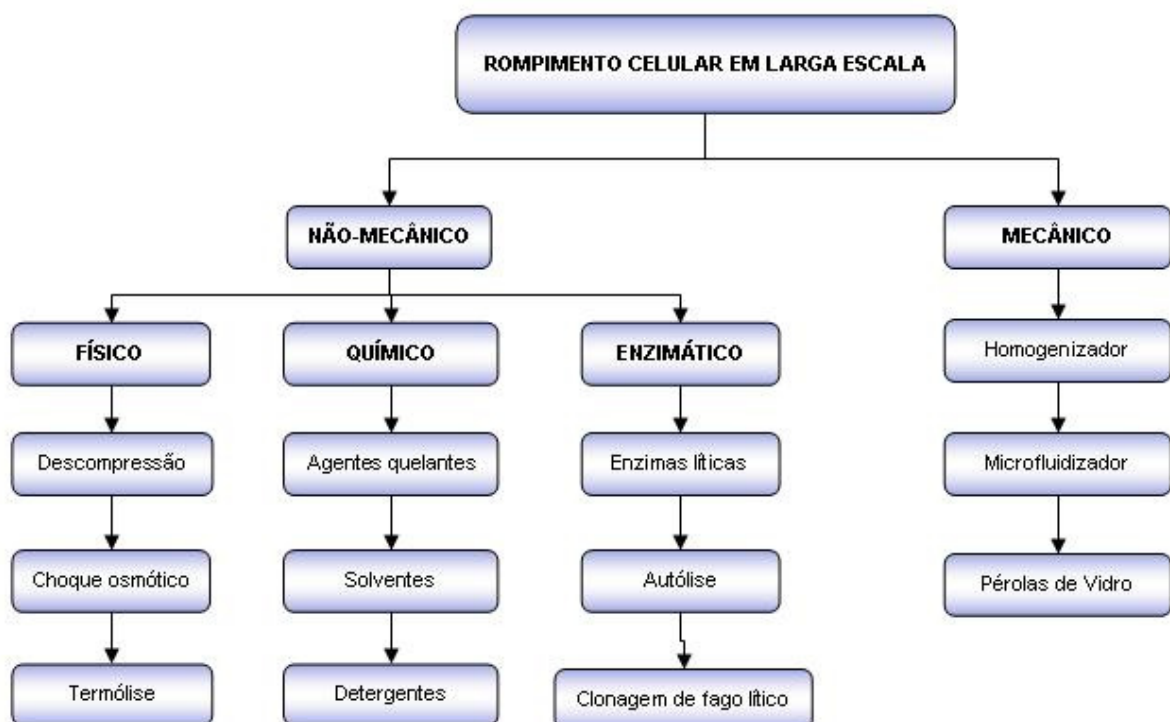 ROMPIMENTO CELULAR EM LARGA ESCALA
NÃO-MECÂNICO
MECÂNICO
FÍSICO
QUÍMICO
ENZIMÁTICO
Homogenizador
Descompressão
Agentes quelantes
Enzimas líticas
Microfluidizador
Choque osmótico
Solventes
Autólise
Pérolas de Vidro
Termólise
Detergentes
Clonagem de fago lítico